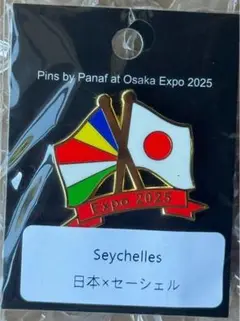 Pins by Panaf at Osaka Expo 2025
Expo 2025
Seychelles
日本×セーシェル